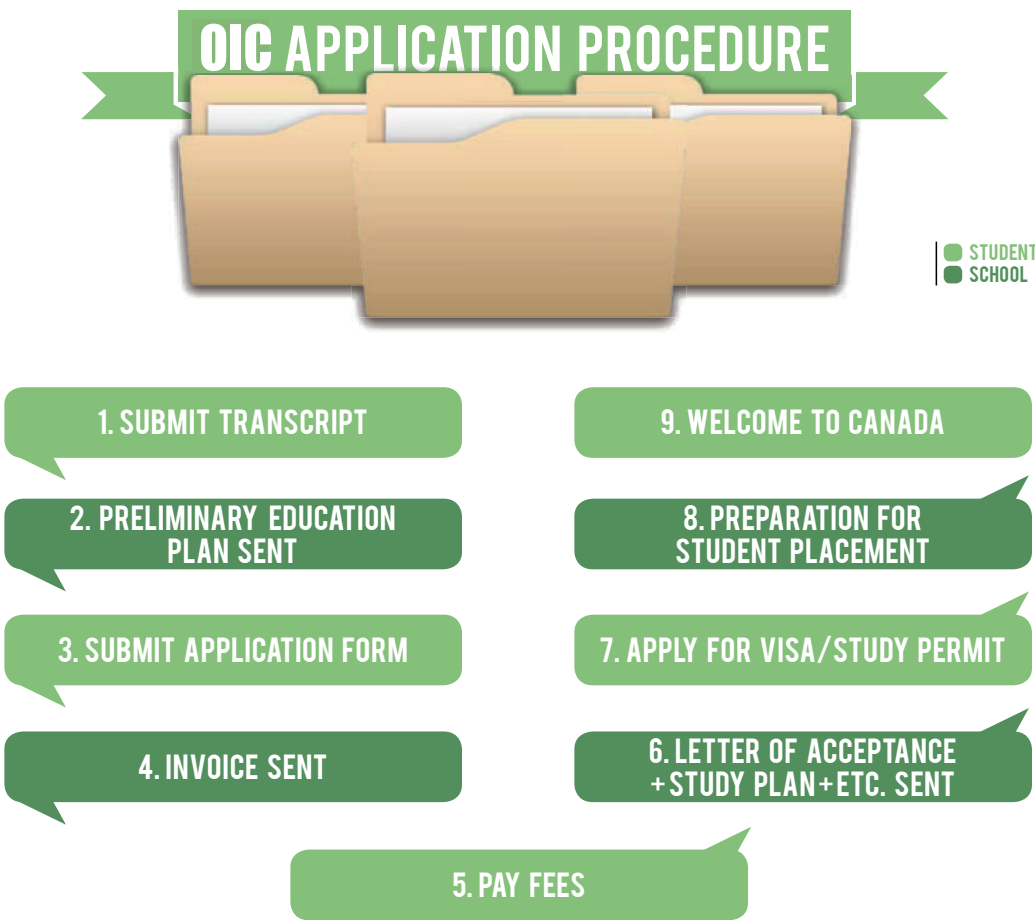 OIC APPLICATION PROCEDURE
STUDENT
SCHOOL
1. SUBMIT TRANSCRIPT
2. PRELIMINARY EDUCATION
PLAN SENT
3. SUBMIT APPLICATION FORM
4. INVOICE SENT
5. PAY FEES
6. LETTER OF ACCEPTANCE
+STUDY PLAN+ETC. SENT
7. APPLY FOR VISA/STUDY PERMIT
8. PREPARATION FOR
STUDENT PLACEMENT
9. WELCOME TO CANADA